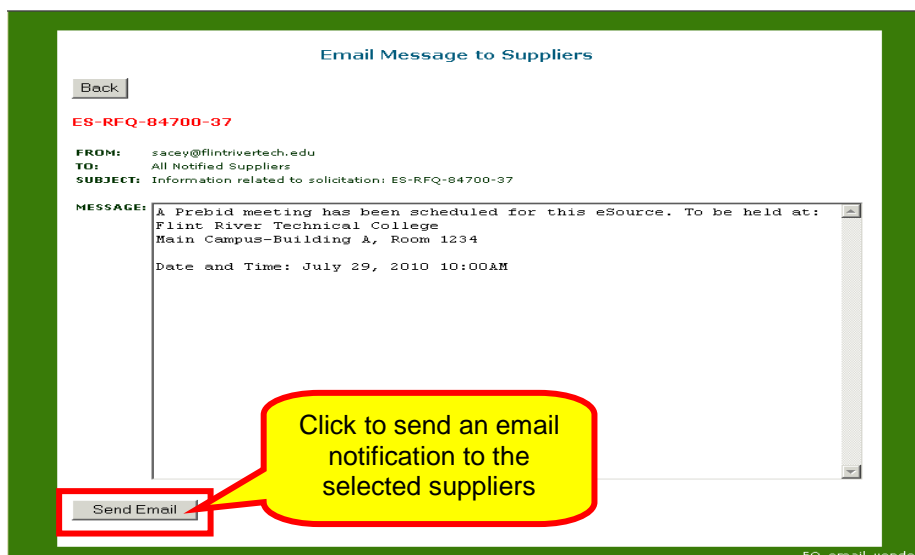 Email Message to Suppliers
Back
ES-RFQ-84700-37
FROM: sacey@flintrivertech.edu
TO: All Notified Suppliers
SUBJECT: Information related to solicitation: ES-RFQ-84700-37
MESSAGE: A Prebid meeting has been scheduled for this eSource. To be held at:
Flint River Technical College
Main Campus-Building A, Room 1234
Date and Time: July 29, 2010 10:00AM
Click to send an email
notification to the
selected suppliers
Send Email